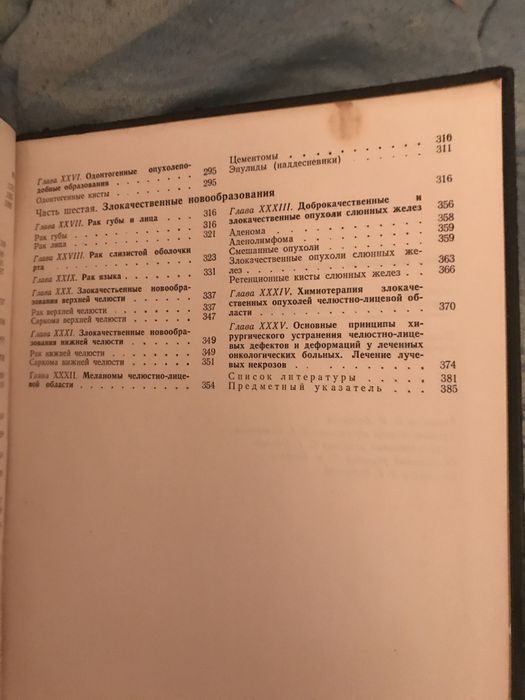 Глава XXVI. Одонтогенные опухолепо-
добные образования . . . . . . . 295
Одонтогенные кисты . . . . . . . 295
Цементомы . . . . . . . . . 310
Эпулиды (наддесневики) . . . . . 311
Часть шестая. Злокачественные новообразования 316
Глава XXVII. Рак губы и лица . . . 316
Рак губы . . . . . . . . . 316
Рак лица . . . . . . . . . 321
Глава XXVIII. Рак слизистой оболочки
рта . . . . . . . . . . . 323
Глава XXIX. Рак языка . . . . . . 331
Глава XXX. Злокачественные новообра-
зования верхней челюсти . . . . . 337
Рак верхней челюсти . . . . . . 337
Саркома верхней челюсти . . . . . 347
Глава XXXI. Злокачественные новообра-
зования нижней челюсти . . . . . 349
Рак нижней челюсти . . . . . . 349
Саркома нижней челюсти . . . . . 351
Глава XXXII. Меланомы челюстно-лице-
вой области . . . . . . . . . 354
Глава XXXIII. Доброкачественные и
злокачественные опухоли слюнных желез 356
Аденома . . . . . . . . . 358
Аденолимфома . . . . . . . . 359
Смешанные опухоли . . . . . . 359
Злокачественные опухоли слюнных же-
лез . . . . . . . . . . . 363
Ретенционные кисты слюнных желез . . 366
Глава XXXIV. Химиотерапия злокаче-
ственных опухолей челюстно-лицевой об-
ласти . . . . . . . . . . 370
Глава XXXV. Основные принципы хи-
рургического устранения челюстно-лице-
вых дефектов и деформаций у леченных
онкологических больных. Лечение луче-
вых некрозов . . . . . . . . 374
Список литературы . . . . . . 381
Предметный указатель . . . 385